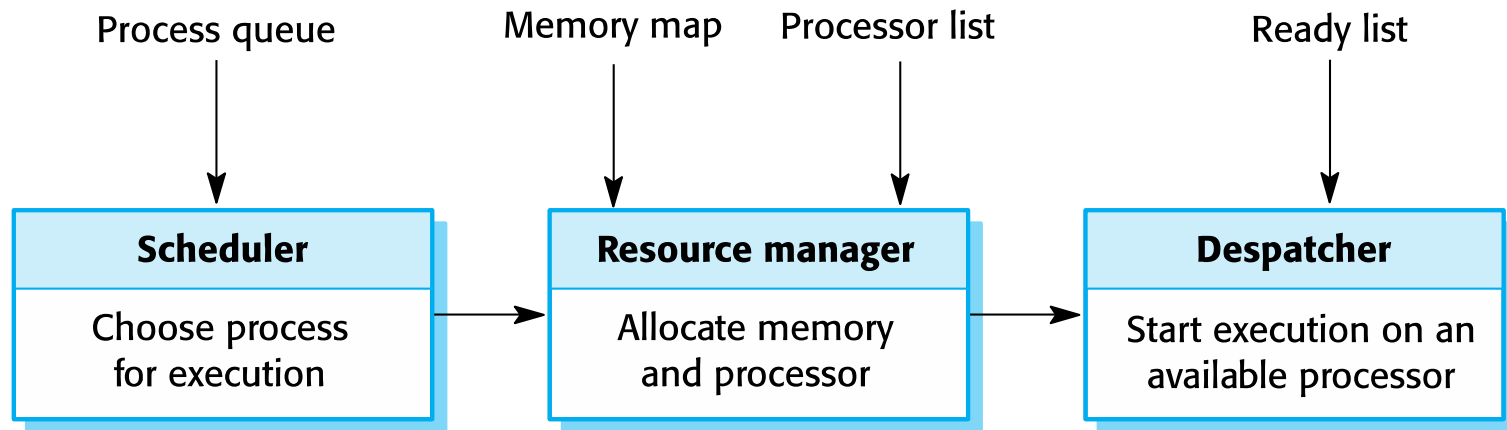 Process queue
Memory map
Processor list
Ready list
Scheduler
Choose process
for execution
Resource manager
Allocate memory
and processor
Despatcher
Start execution on an
available processor